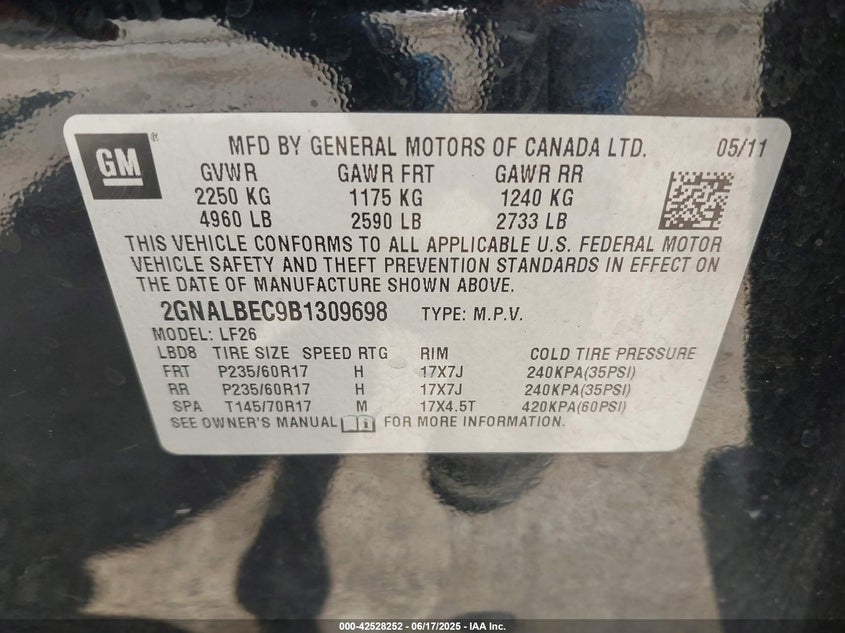 GM®
MFD BY GENERAL MOTORS OF CANADA LTD. 05/11
GVWR GAWR FRT GAWR RR
2250 KG 1175 KG 1240 KG
4960 LB 2590 LB 2733 LB
THIS VEHICLE CONFORMS TO ALL APPLICABLE U.S. FEDERAL MOTOR
VEHICLE SAFETY AND THEFT PREVENTION STANDARDS IN EFFECT ON
THE DATE OF MANUFACTURE SHOWN ABOVE.
2GNALBEC9B1309698 TYPE: M.P.V.
MODEL: LF26
LBD8 TIRE SIZE SPEED RTG RIM COLD TIRE PRESSURE
FRT P235/60R17 H 17X7J 240KPA(35PSI)
RR P235/60R17 H 17X7J 240KPA(35PSI)
SPA T145/70R17 M 17X4.5T 420KPA(60PSI)
SEE OWNER'S MANUAL FOR MORE INFORMATION.
000-42528252 - 06/17/2025 - IAA Inc.